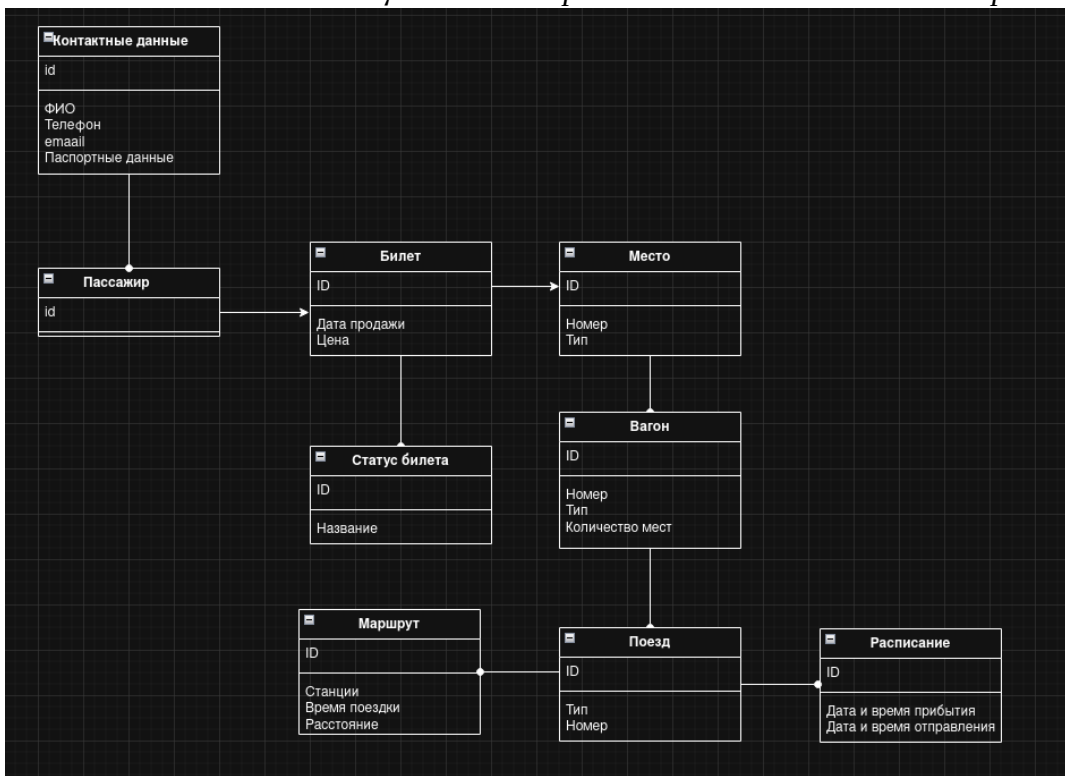 Контактные данные
id
ФИО
Телефон
emaail
Паспортные данные
Пассажир
id
Билет
ID
Дата продажи
Цена
Место
ID
Номер
Тип
Статус билета
ID
Название
Вагон
ID
Номер
Тип
Количество мест
Маршрут
ID
Станции
Время поездки
Расстояние
Поезд
ID
Тип
Номер
Расписание
ID
Дата и время прибытия
Дата и время отправления